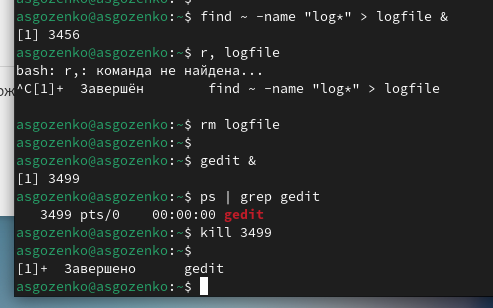 asgozenko@asgozenko:~$ find ~ -name "log*" > logfile &
[1] 3456
asgozenko@asgozenko:~$ r, logfile
bash: r,: команда не найдена...
^C[1]+  Завершён        find ~ -name "log*" > logfile
asgozenko@asgozenko:~$ rm logfile
asgozenko@asgozenko:~$
asgozenko@asgozenko:~$ gedit &
[1] 3499
asgozenko@asgozenko:~$ ps | grep gedit
   3499 pts/0    00:00:00 gedit
asgozenko@asgozenko:~$ kill 3499
asgozenko@asgozenko:~$
[1]+  Завершено      gedit
asgozenko@asgozenko:~$